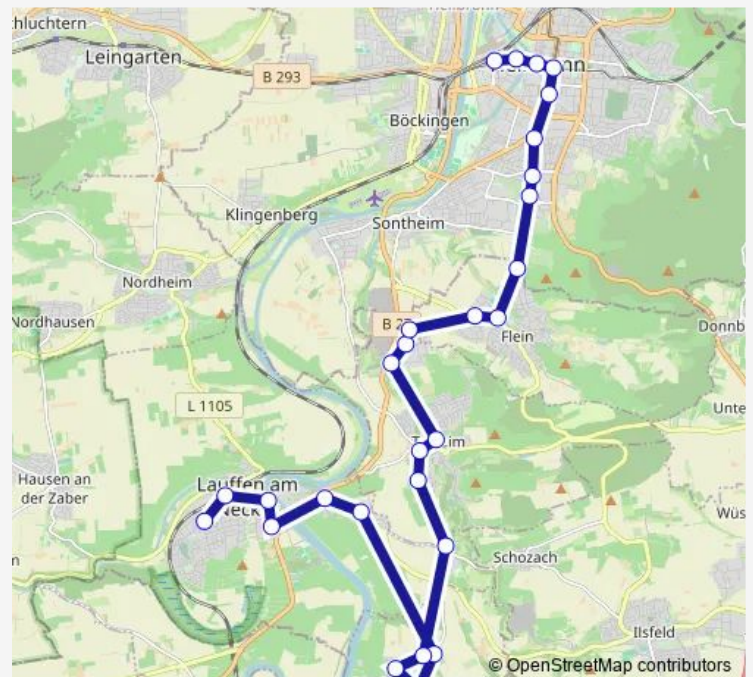 chluchtern
Leingarten
B 293
Böckingen
Klingenberg
Sontheim
Nordheim
Nordhausen
Flein
Donnb
L 1105
Unte
Hausen an
der Zaber
Lauffen am
Neck
Wüs
Schozach
Ilsfeld
© OpenStreetMap contributors